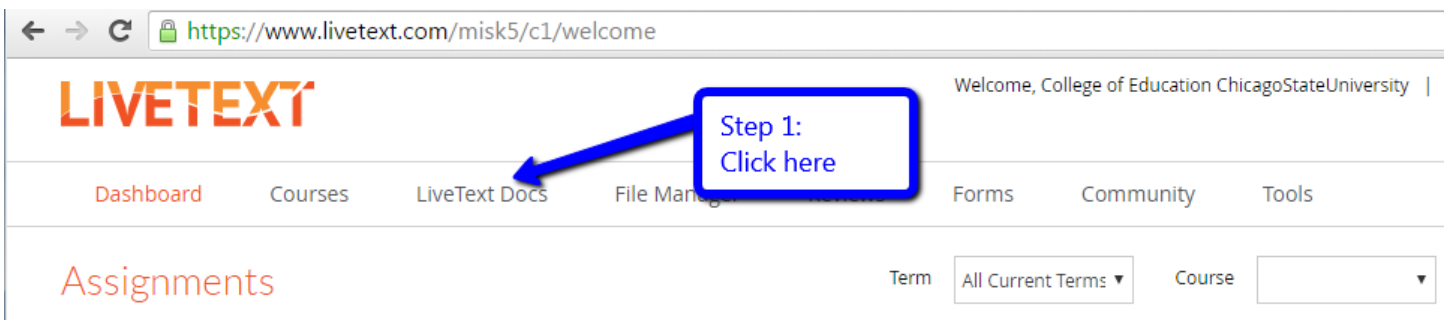 https://www.livetext.com/misk5/c1/welcome
LIVETEXT
Welcome, College of Education ChicagoStateUniversity |
Step 1:
Click here
Dashboard Courses LiveText Docs File Manager Reviews Forms Community Tools
Assignments Term All Current Terms Course